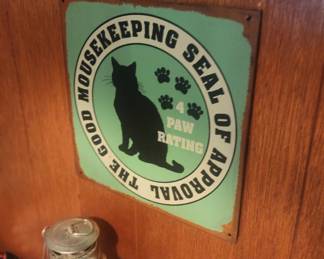 THE GOOD MOUSEKEEPING SEAL OF APPROVAL
4
PAW
RATING